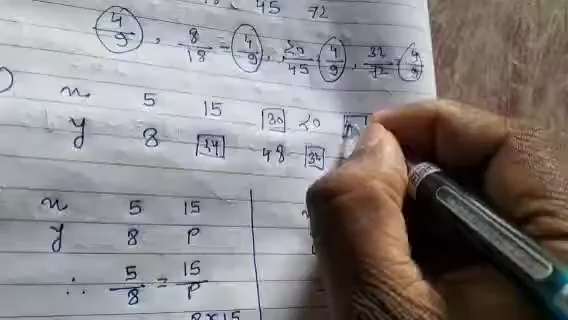 45 72
4/9 , 8/18 = 4/9 , 20/45 4/9 , 32/72 = 4/9
x 5 15 30 20
y 8 24 48 32
x 5 15
y 8 P
∴ 5/8 = 15/P
8×15